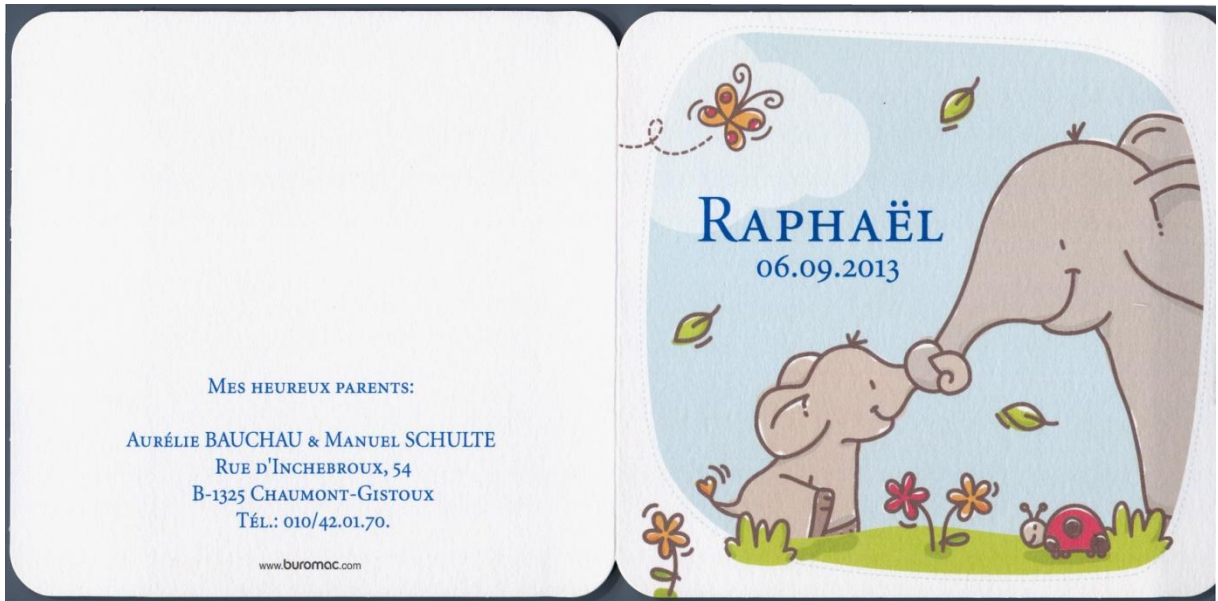 Mes heureux parents:
Aurélie BAUCHAU & Manuel SCHULTE
Rue d'Inchebroux, 54
B-1325 Chaumont-Gistoux
Tél.: 010/42.01.70.
www.buromac.com
Raphaël
06.09.2013